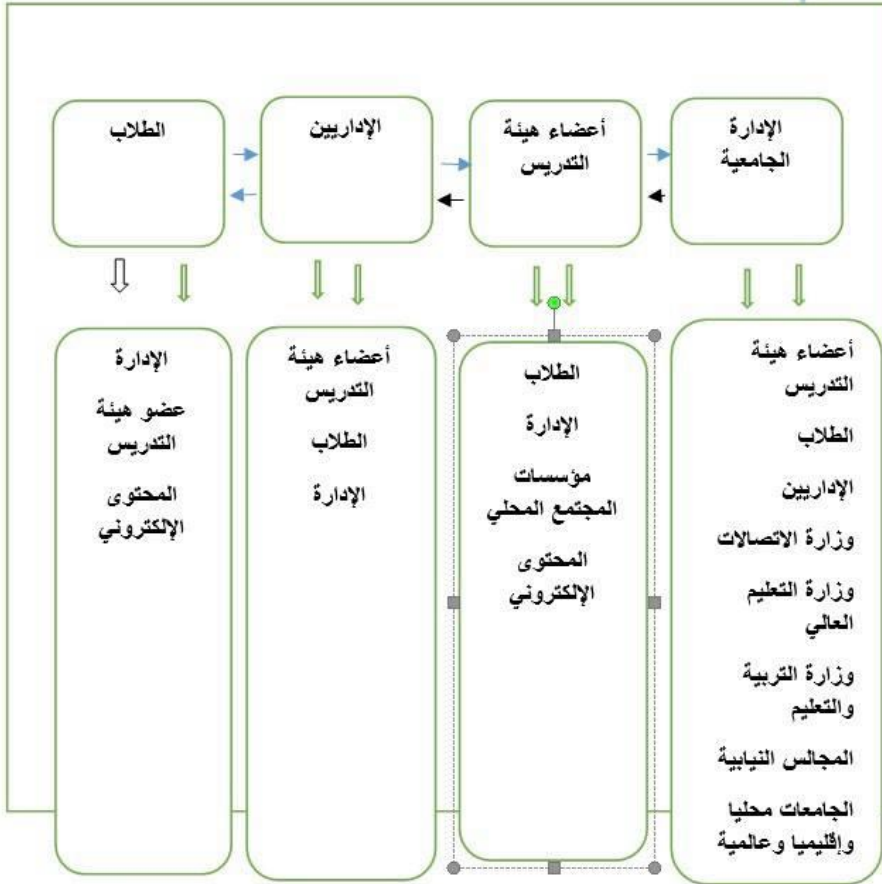 الإدارة
الجامعية
أعضاء هيئة
التدريس
الإداريين
الطلاب
أعضاء هيئة
التدريس
الطلاب
الإداريين
وزارة الاتصالات
وزارة التعليم
العالي
وزارة التربية
والتعليم
المجالس النيابية
الجامعات محليا
وإقليميا وعالمية
الطلاب
الإدارة
مؤسسات
المجتمع المحلي
المحتوى
الإلكتروني
أعضاء هيئة
التدريس
الطلاب
الإدارة
الإدارة
عضو هيئة
التدريس
المحتوى
الإلكتروني